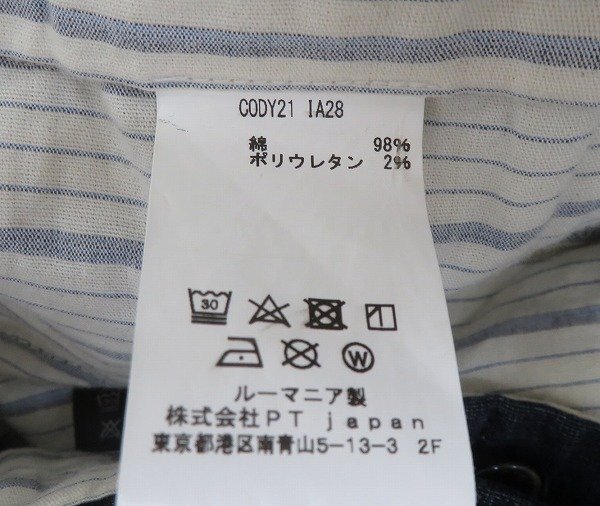 CODY21 IA28
綿 98%
ポリウレタン 2%
30
W
ルーマニア製
株式会社PT japan
東京都港区南青山5-13-3 2F